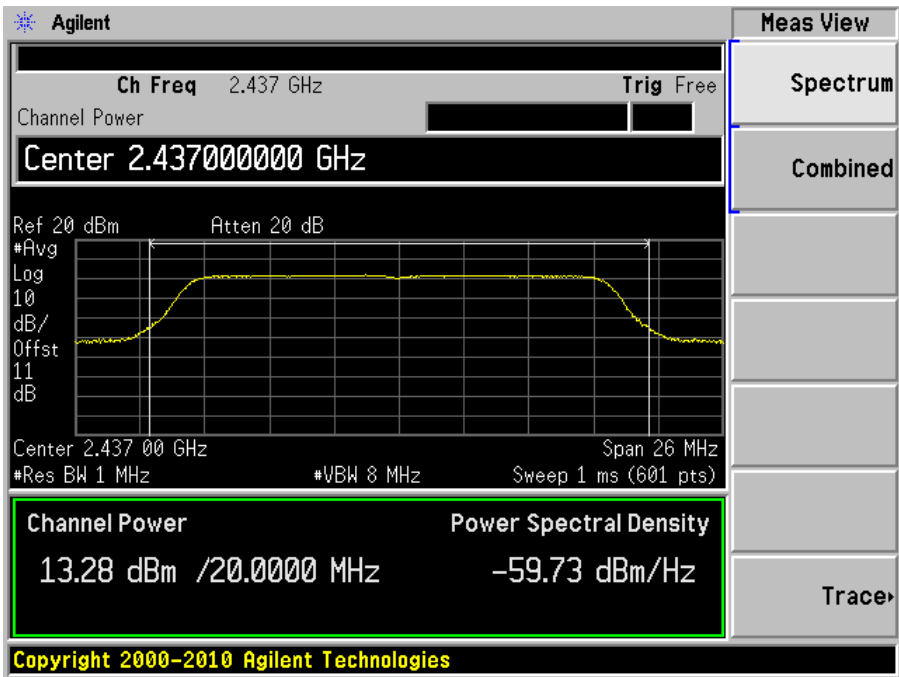 Agilent
Meas View
Ch Freq 2.437 GHz Trig Free
Channel Power
Center 2.437000000 GHz
Spectrum
Combined
Trace
Ref 20 dBm Atten 20 dB
#Avg
Log
10
dB/
Offst
11
dB
Center 2.437 00 GHz Span 26 MHz
#Res BW 1 MHz #VBW 8 MHz Sweep 1 ms (601 pts)
Channel Power Power Spectral Density
13.28 dBm /20.0000 MHz -59.73 dBm/Hz
Copyright 2000-2010 Agilent Technologies